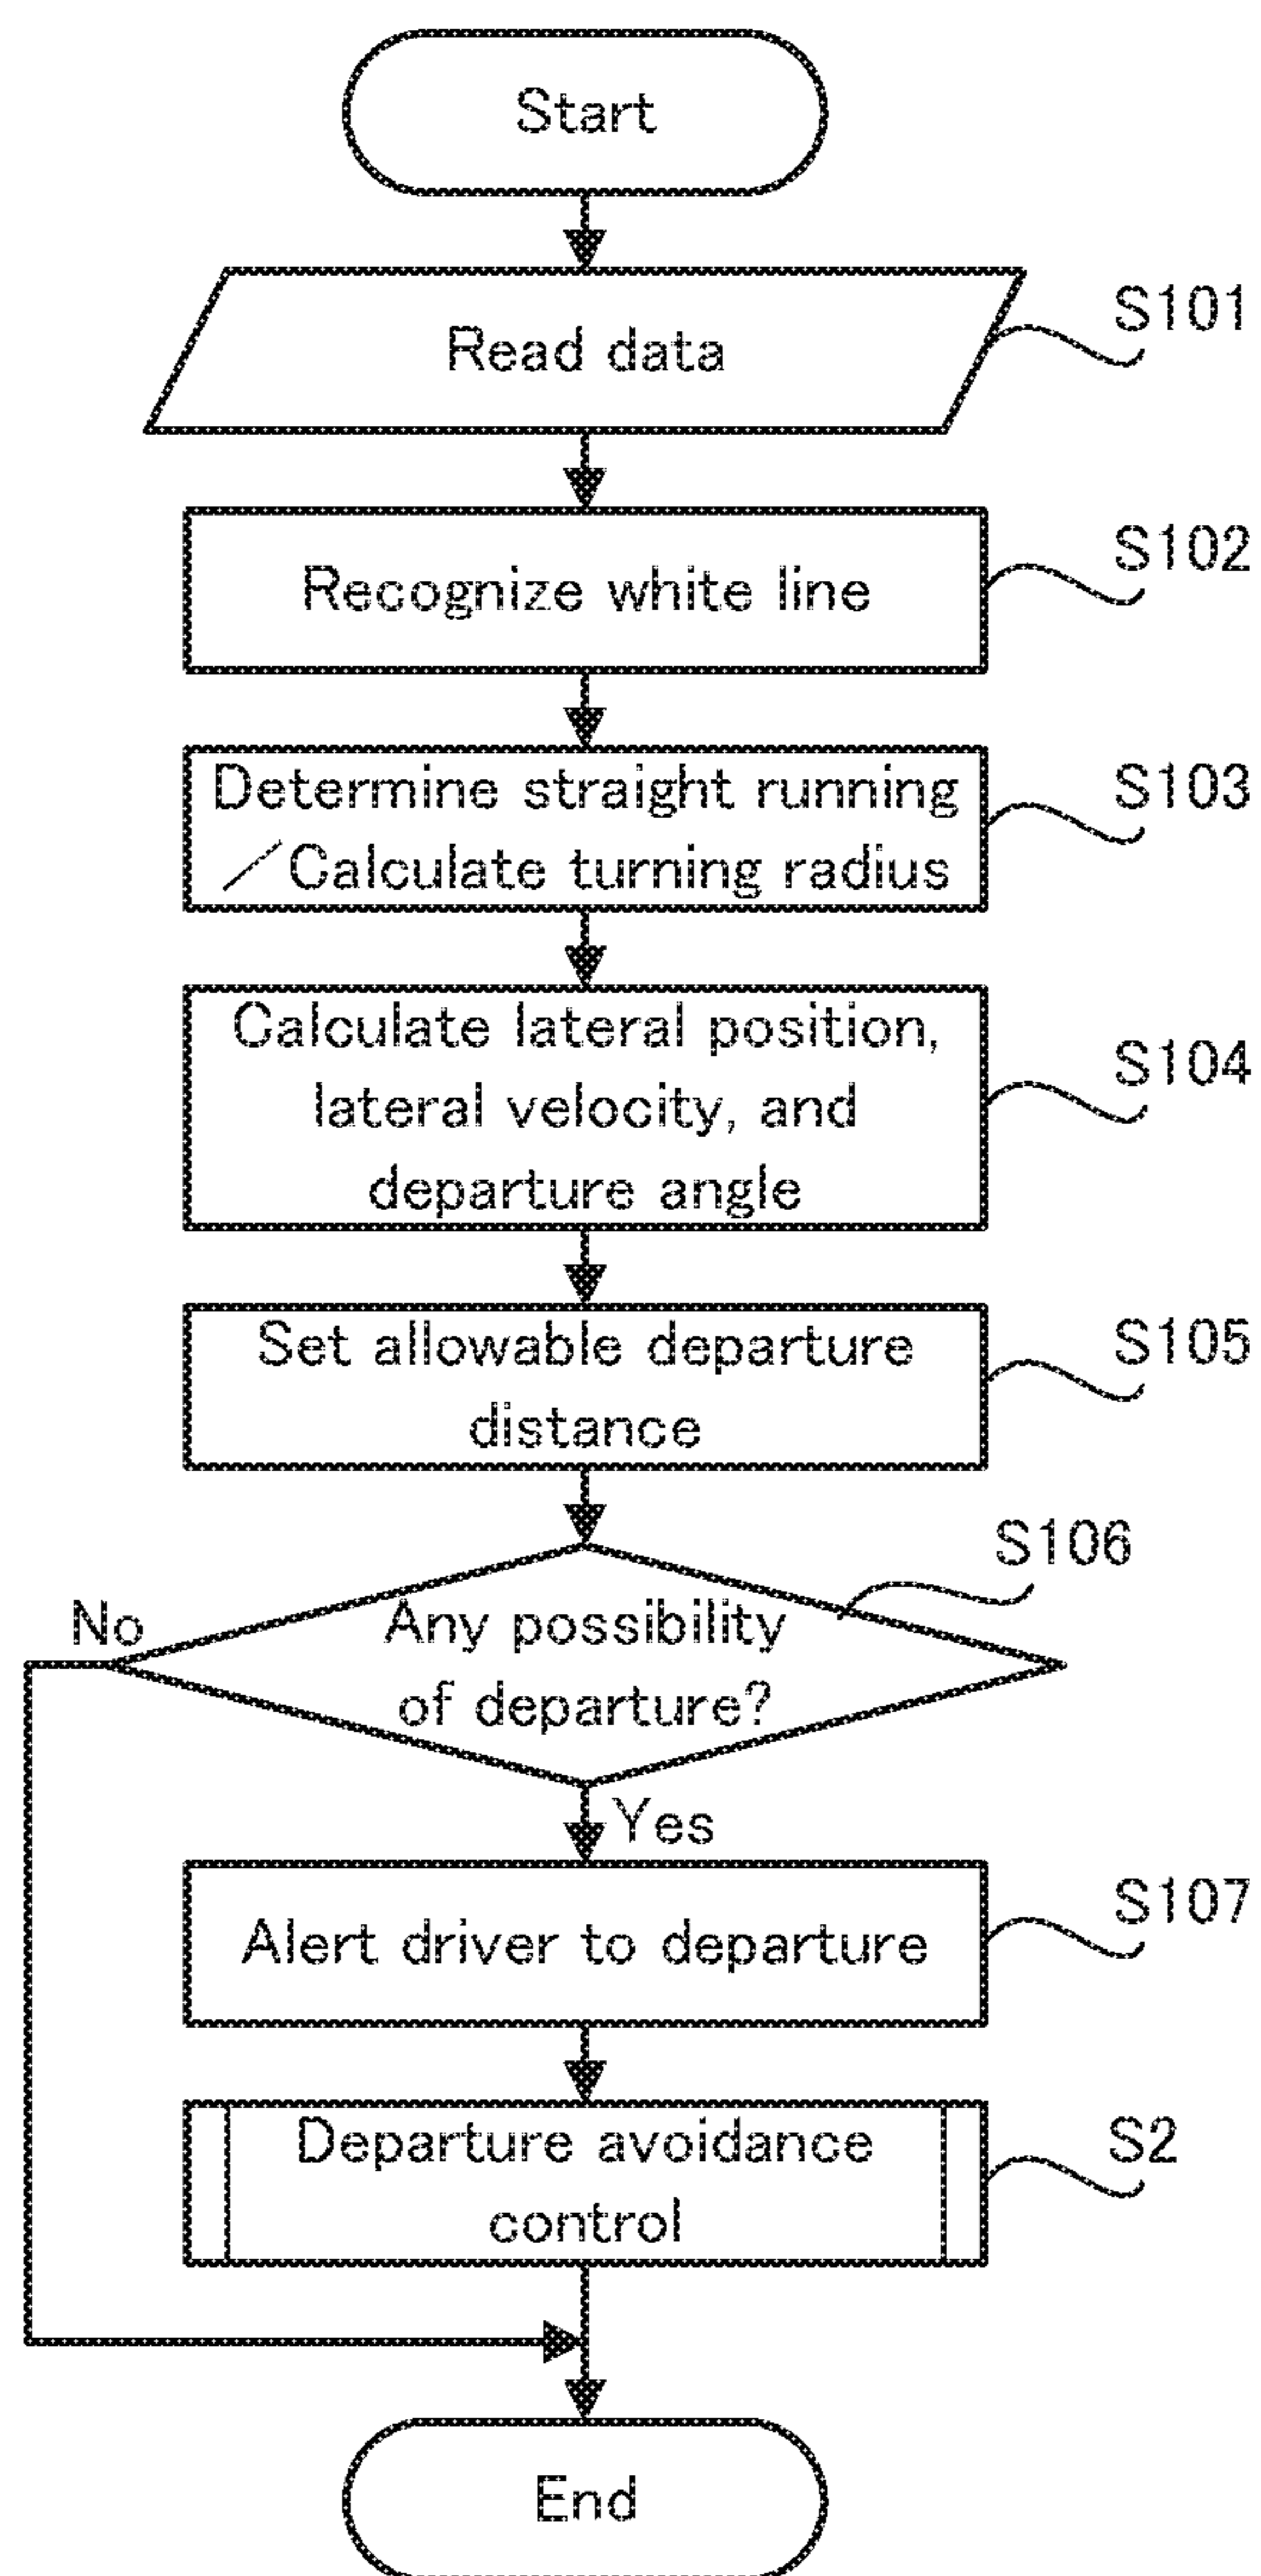 Start
Read data
S101
Recognize white line
S102
Determine straight running
／Calculate turning radius
S103
Calculate lateral position,
lateral velocity, and
departure angle
S104
Set allowable departure
distance
S105
Any possibility
of departure?
S106
No
Yes
Alert driver to departure
S107
Departure avoidance
control
S2
End